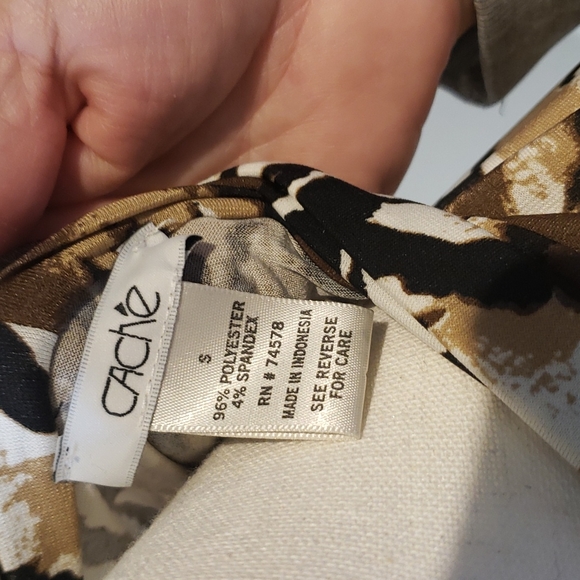 CACHé
S
96% POLYESTER
4% SPANDEX
RN # 74578
MADE IN INDONESIA
SEE REVERSE
FOR CARE